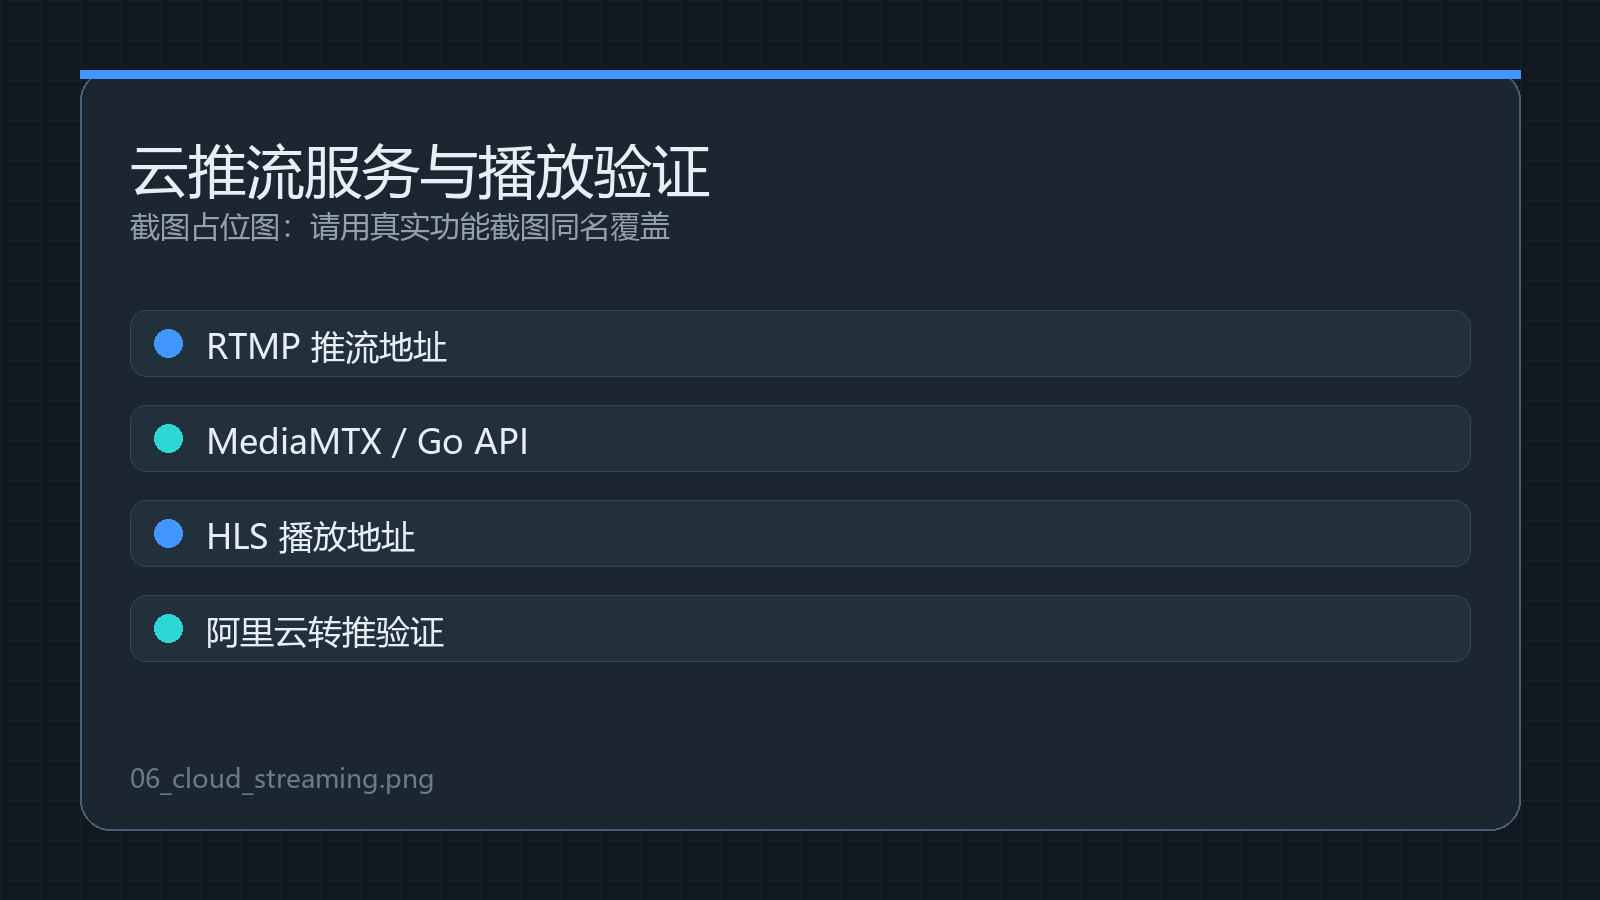 云推流服务与播放验证
截图占位图：请用真实功能截图同名覆盖
RTMP 推流地址
MediaMTX / Go API
HLS 播放地址
阿里云转推验证
06_cloud_streaming.png